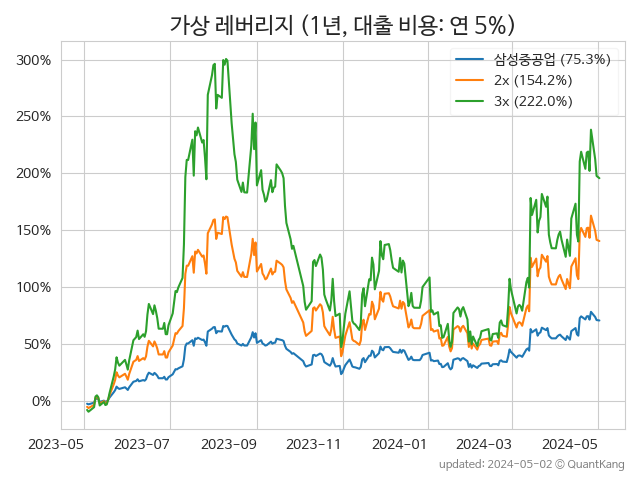 가상 레버리지 (1년, 대출 비용: 연 5%)
300%
250%
200%
150%
100%
50%
0%
삼성중공업 (75.3%)
2x (154.2%)
3x (222.0%)
2023-05
2023-07
2023-09
2023-11
2024-01
2024-03
2024-05
updated: 2024-05-02 © QuantKang